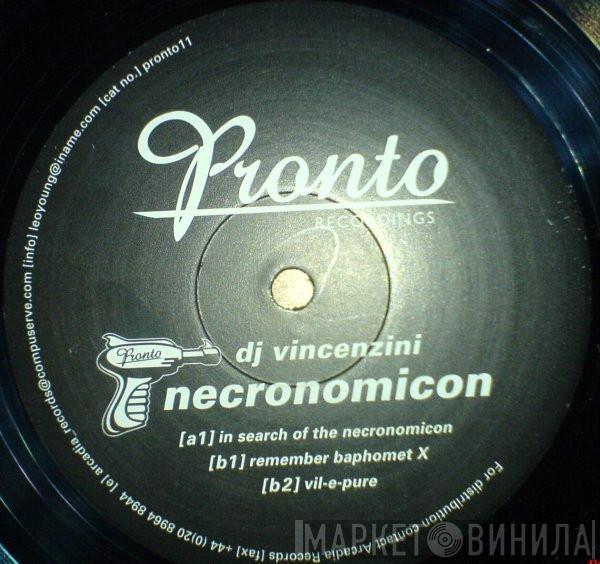 Pronto
RECORDINGS
Pronto
dj vincenzini
necronomicon
[a1] in search of the necronomicon
[b1] remember baphomet X
[b2] vil-e-pure
For distribution contact Arcadia Records [fax] +44 (0)20 8964 8944 [e] arcadia_records@compuserve.com [info] leoyoung@iname.com [cat no.] pronto11
МАРКЕТ ВИНИЛА